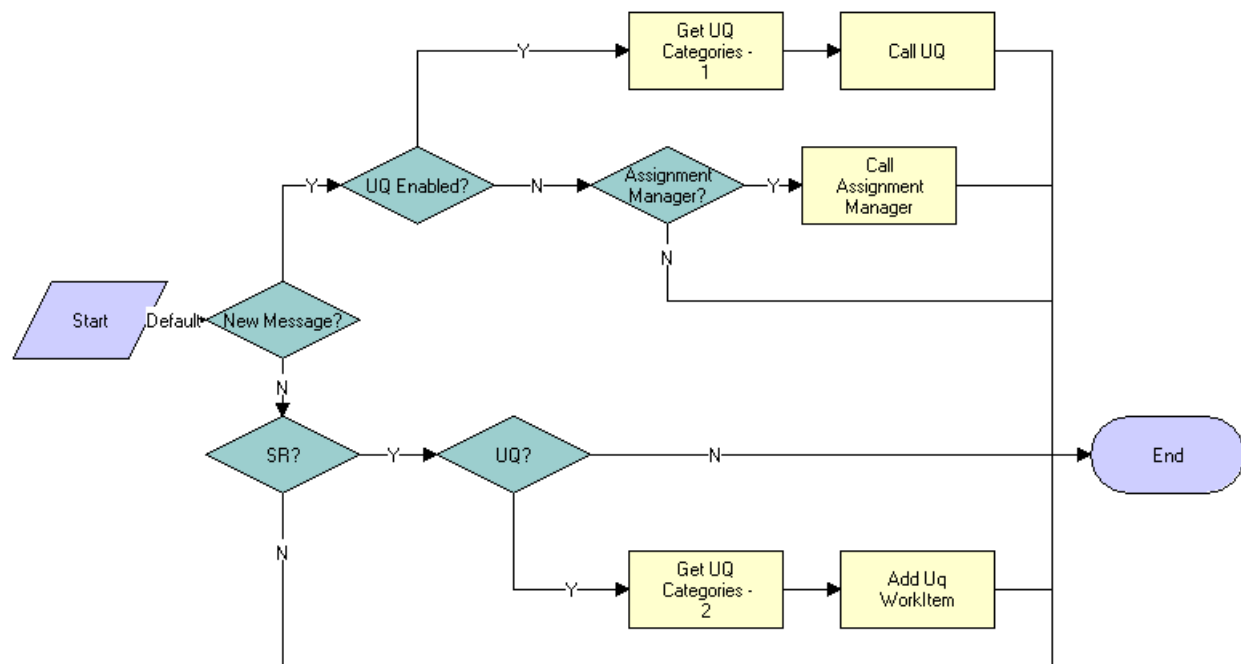 Get UQ
Categories -
1
Call UQ
Y
UQ Enabled?
N
Assignment
Manager?
Y
Call
Assignment
Manager
Y
N
Start
Default
New Message?
N
SR?
Y
UQ?
N
End
N
Y
Get UQ
Categories -
2
Add Uq
WorkItem